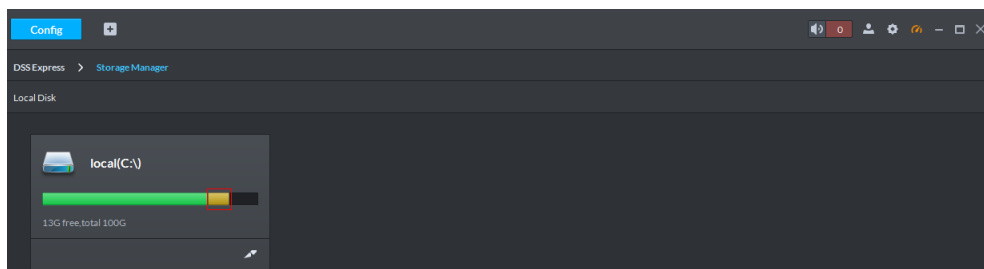 Config
0
DSS Express > Storage Manager
Local Disk
local(C:\)
13G free,total 100G